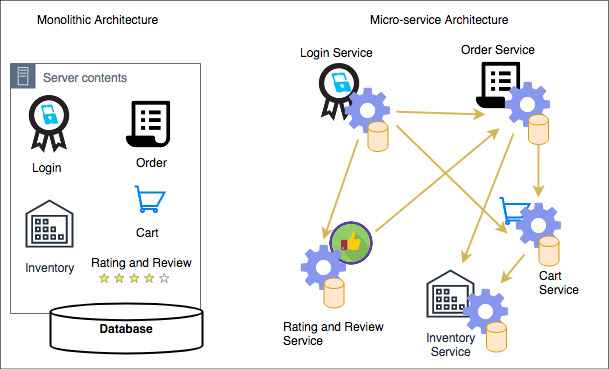 Monolithic Architecture
Server contents
Login
Order
Inventory
Cart
Rating and Review
Database
Micro-service Architecture
Login Service
Order Service
Rating and Review
Service
Inventory
Service
Cart
Service